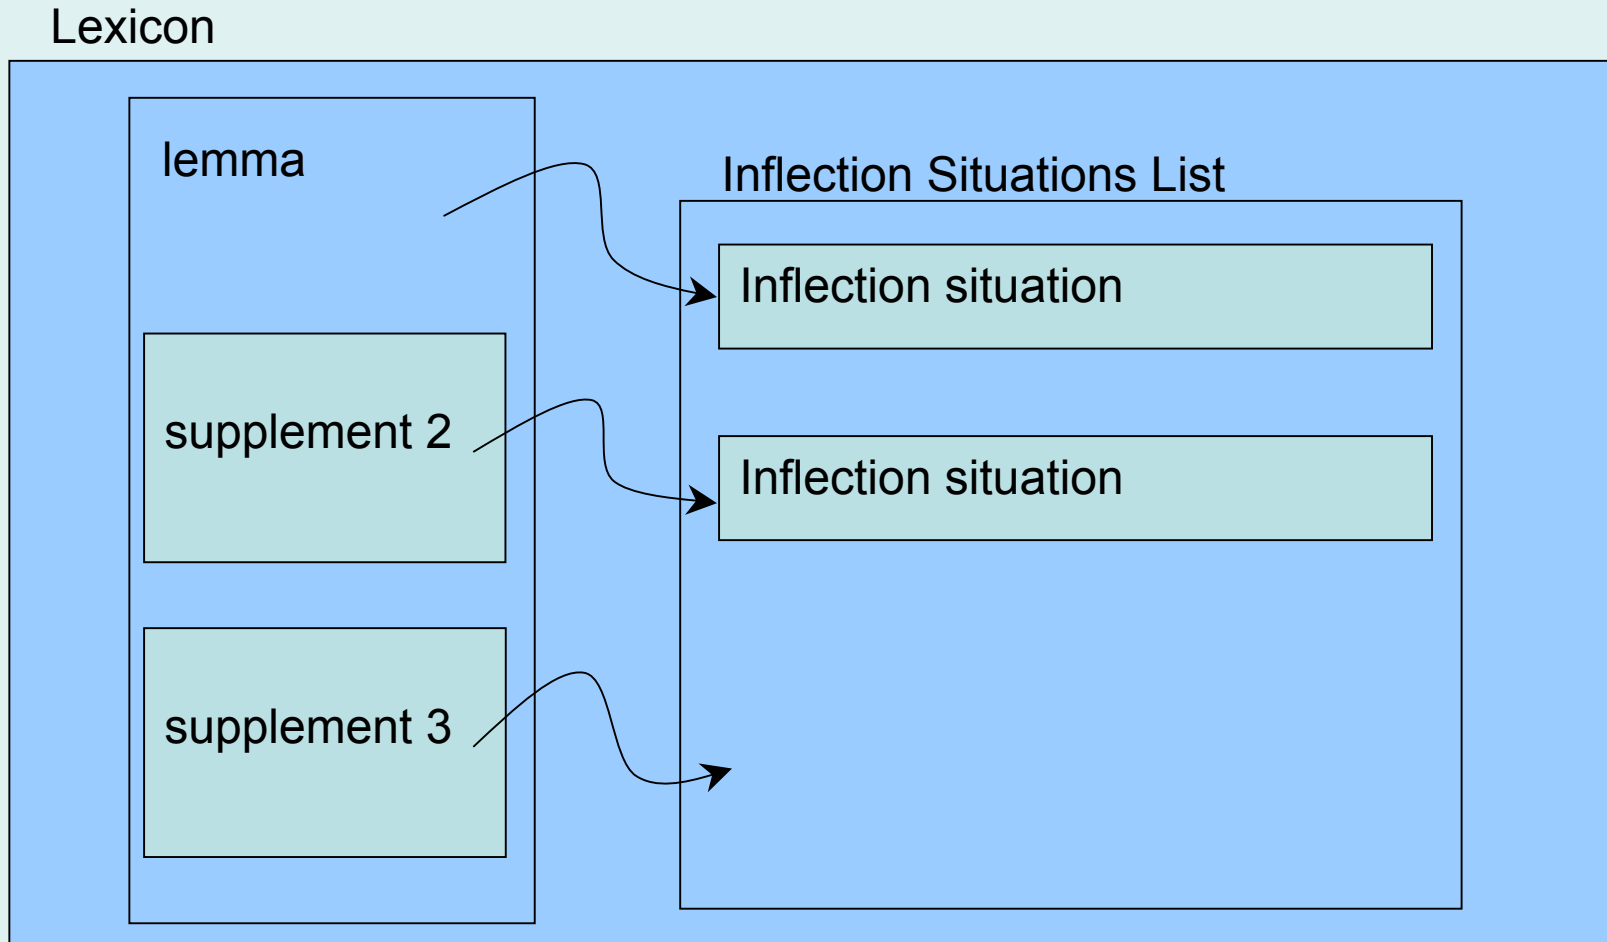 Lexicon
lemma
Inflection Situations List
Inflection situation
supplement 2
Inflection situation
supplement 3